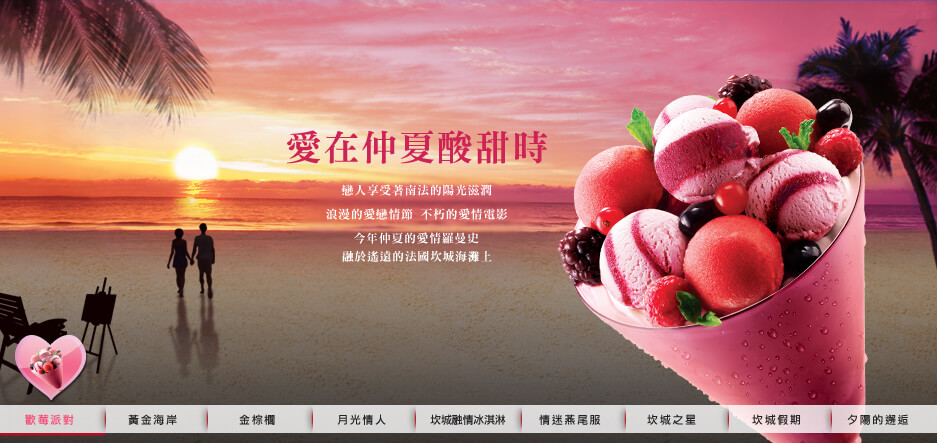 愛在仲夏酸甜時
戀人享受著南法的陽光滋潤
浪漫的愛戀情節 不朽的愛情電影
今年仲夏的愛情羅曼史
融於遙遠的法國坎城海灘上
歡莓派對 黃金海岸 金棕櫚 月光情人 坎城融情冰淇淋 情迷燕尾服 坎城之星 坎城假期 夕陽的邂逅